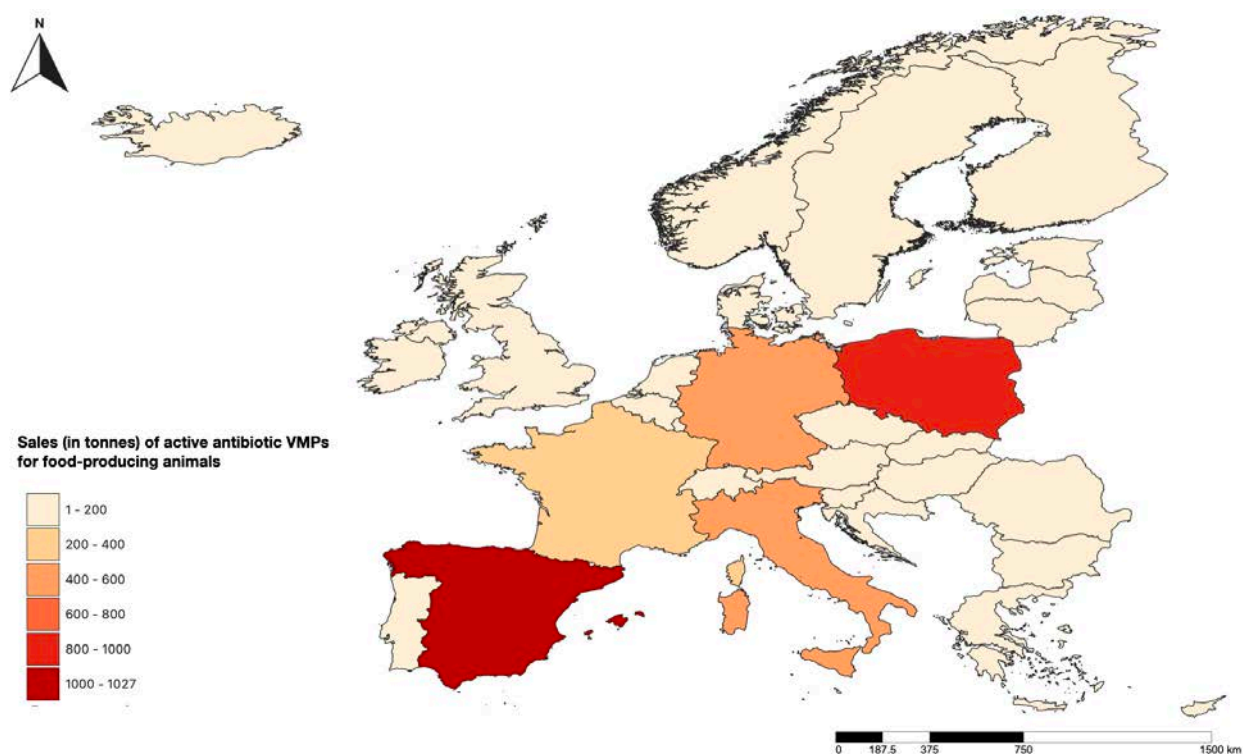 N
Sales (in tonnes) of active antibiotic VMPs
for food-producing animals
1 - 200
200 - 400
400 - 600
600 - 800
800 - 1000
1000 - 1027
0 187.5 375 750 1500 km